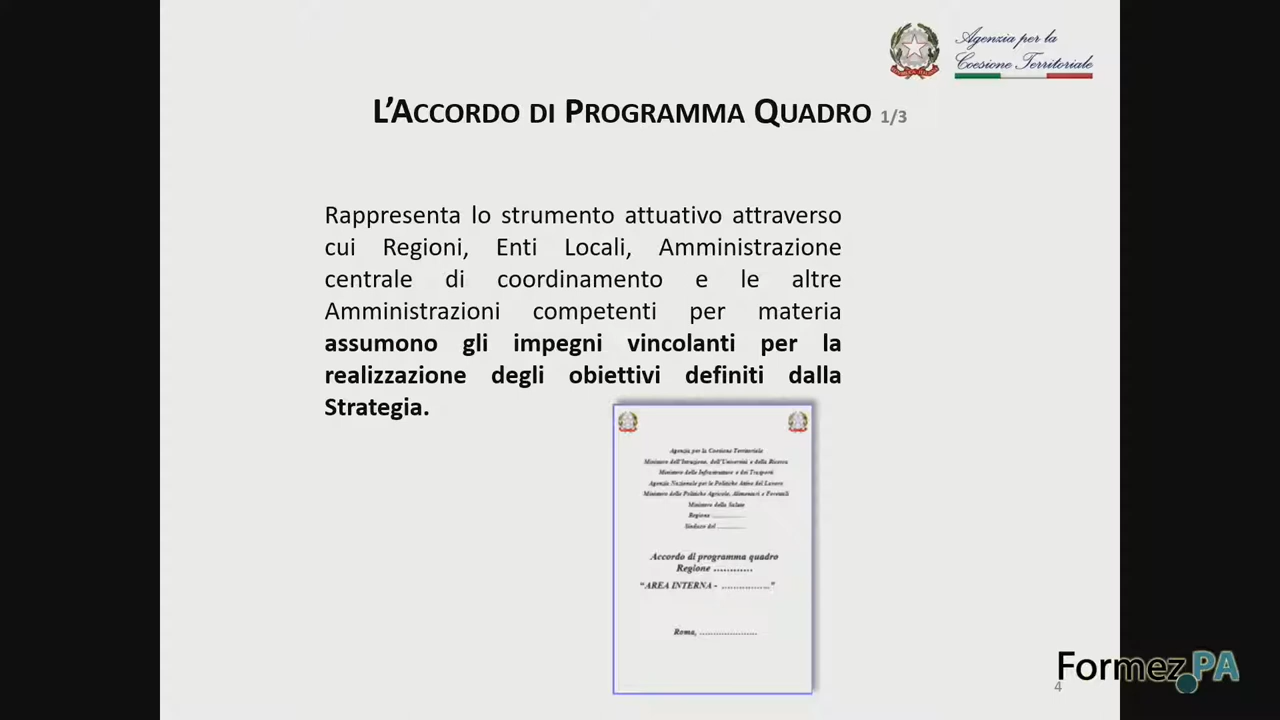 Agenzia per la
Coesione Territoriale
L'ACCORDO DI PROGRAMMA QUADRO 1/3
Rappresenta lo strumento attuativo attraverso
cui Regioni, Enti Locali, Amministrazione
centrale di coordinamento e le altre
Amministrazioni competenti per materia
assumono gli impegni vincolanti per la
realizzazione degli obiettivi definiti dalla
Strategia.
Agenzia per la Coesione Territoriale
Ministero dell'Istruzione, dell'Università e della Ricerca
Ministero delle Infrastrutture e dei Trasporti
Agenzia Nazionale per le Politiche Attive del Lavoro
Ministero delle Politiche Agricole, Alimentari e Forestali
Ministero della Salute
Regione ..............
Sindaco del ............
Accordo di programma quadro
Regione ............
"AREA INTERNA - ................"
Roma, .....................
Formez PA
4